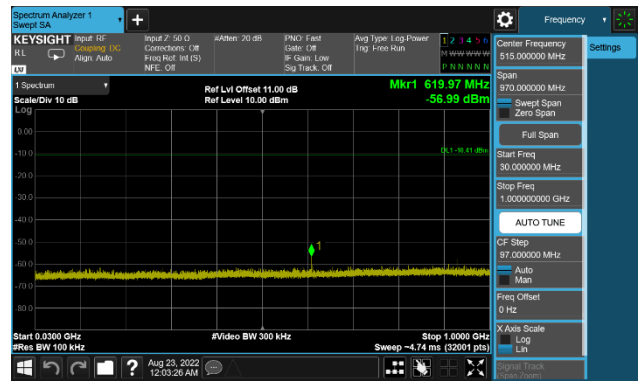 Spectrum Analyzer 1
Swept SA
+
Frequency
KEYSIGHT Input: RF Input Z: 50 Ω #Atten: 20 dB PNO: Fast Avg Type: Log-Power 1 2 3 4 5 6
RL Coupling: DC Corrections: Off Gate: Off Trig: Free Run M W W W W W
Align: Auto Freq Ref: Int (S) IF Gain: Low
LXI NFE: Off Sig Track: Off P N N N N N
1 Spectrum
Ref Lvl Offset 11.00 dB
Mkr1 619.97 MHz
Scale/Div 10 dB
Ref Level 10.00 dBm
-56.99 dBm
Log
0.00
-10.0
DL1 -10.41 dBm
-20.0
-30.0
-40.0
-50.0
1
-60.0
-70.0
-80.0
Start 0.0300 GHz
#Video BW 300 kHz
Stop 1.0000 GHz
#Res BW 100 kHz
Sweep ~4.74 ms (32001 pts)
?
Aug 23, 2022
12:03:26 AM
Center Frequency
515.000000 MHz
Settings
Span
970.000000 MHz
Swept Span
Zero Span
Full Span
Start Freq
30.000000 MHz
Stop Freq
1.000000000 GHz
AUTO TUNE
CF Step
97.000000 MHz
Auto
Man
Freq Offset
0 Hz
X Axis Scale
Log
Lin
Signal Track
(Span Zoom)